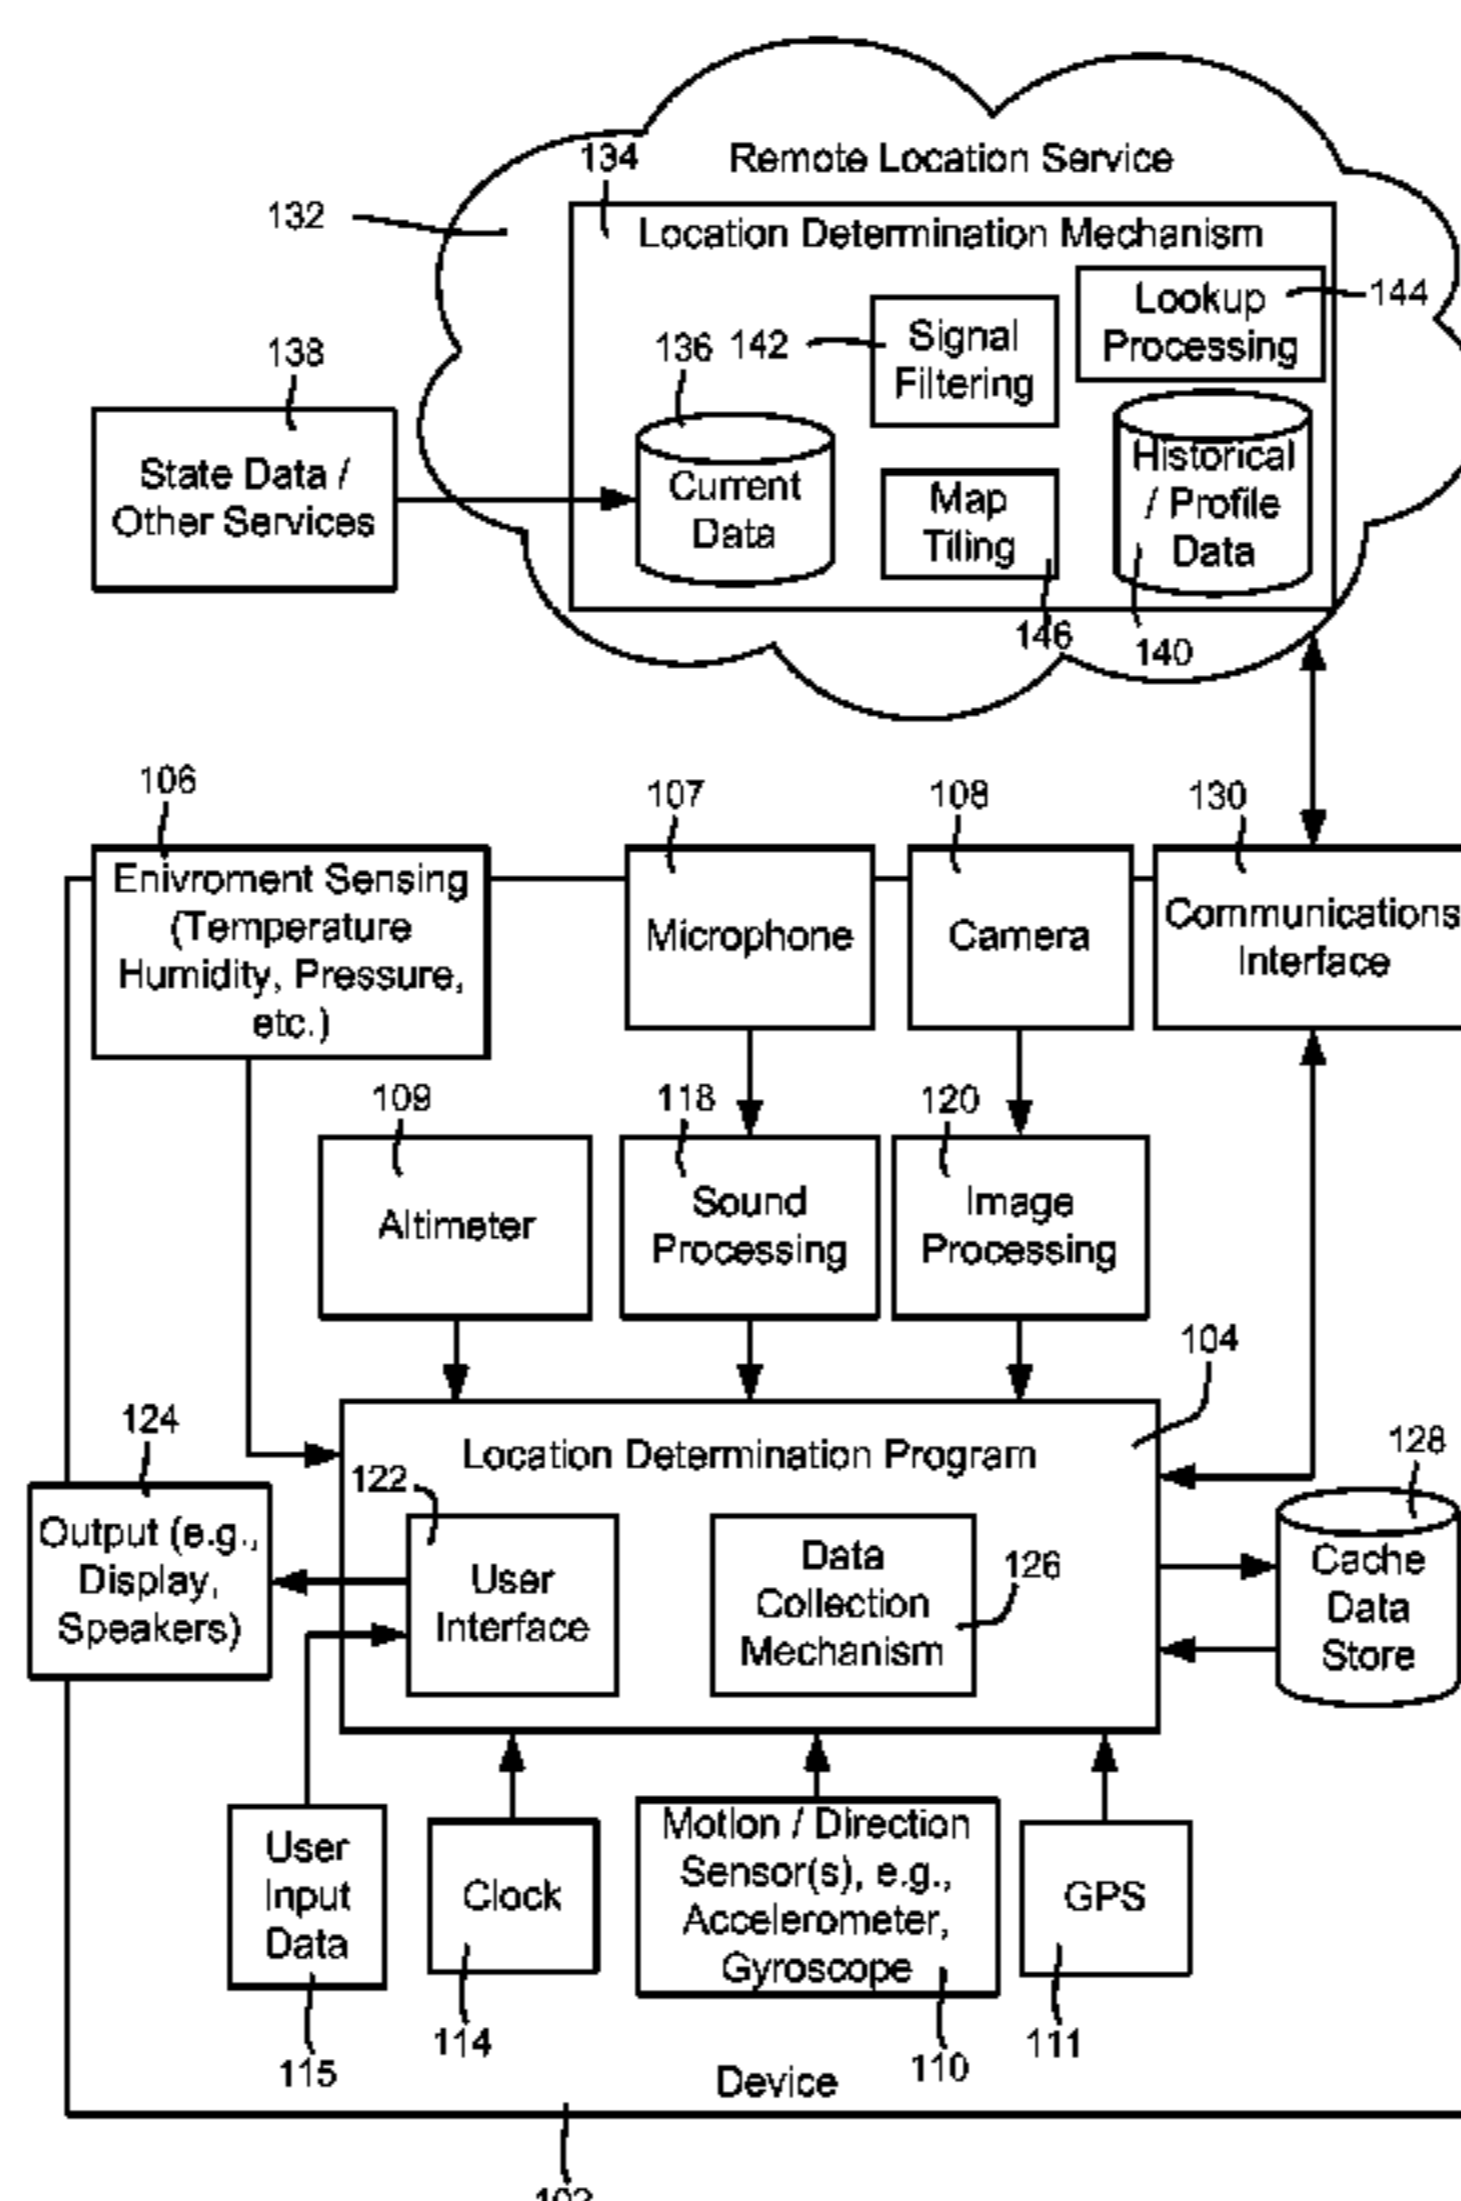 Remote Location Service
134
132
Location Determination Mechanism
Lookup
Processing
144
Signal
Filtering
142
136
138
State Data /
Other Services
Current
Data
Map
Tiling
Historical
/ Profile
Data
146
140
106
107
108
130
Enivroment Sensing
(Temperature
Humidity, Pressure,
etc.)
Microphone
Camera
Communications
Interface
109
118
120
Altimeter
Sound
Processing
Image
Processing
104
124
Location Determination Program
122
128
Output (e.g.,
Display,
Speakers)
User
Interface
Data
Collection
Mechanism
126
Cache
Data
Store
User
Input
Data
Clock
Motion / Direction
Sensor(s), e.g.,
Accelerometer,
Gyroscope
GPS
115
114
110
111
Device